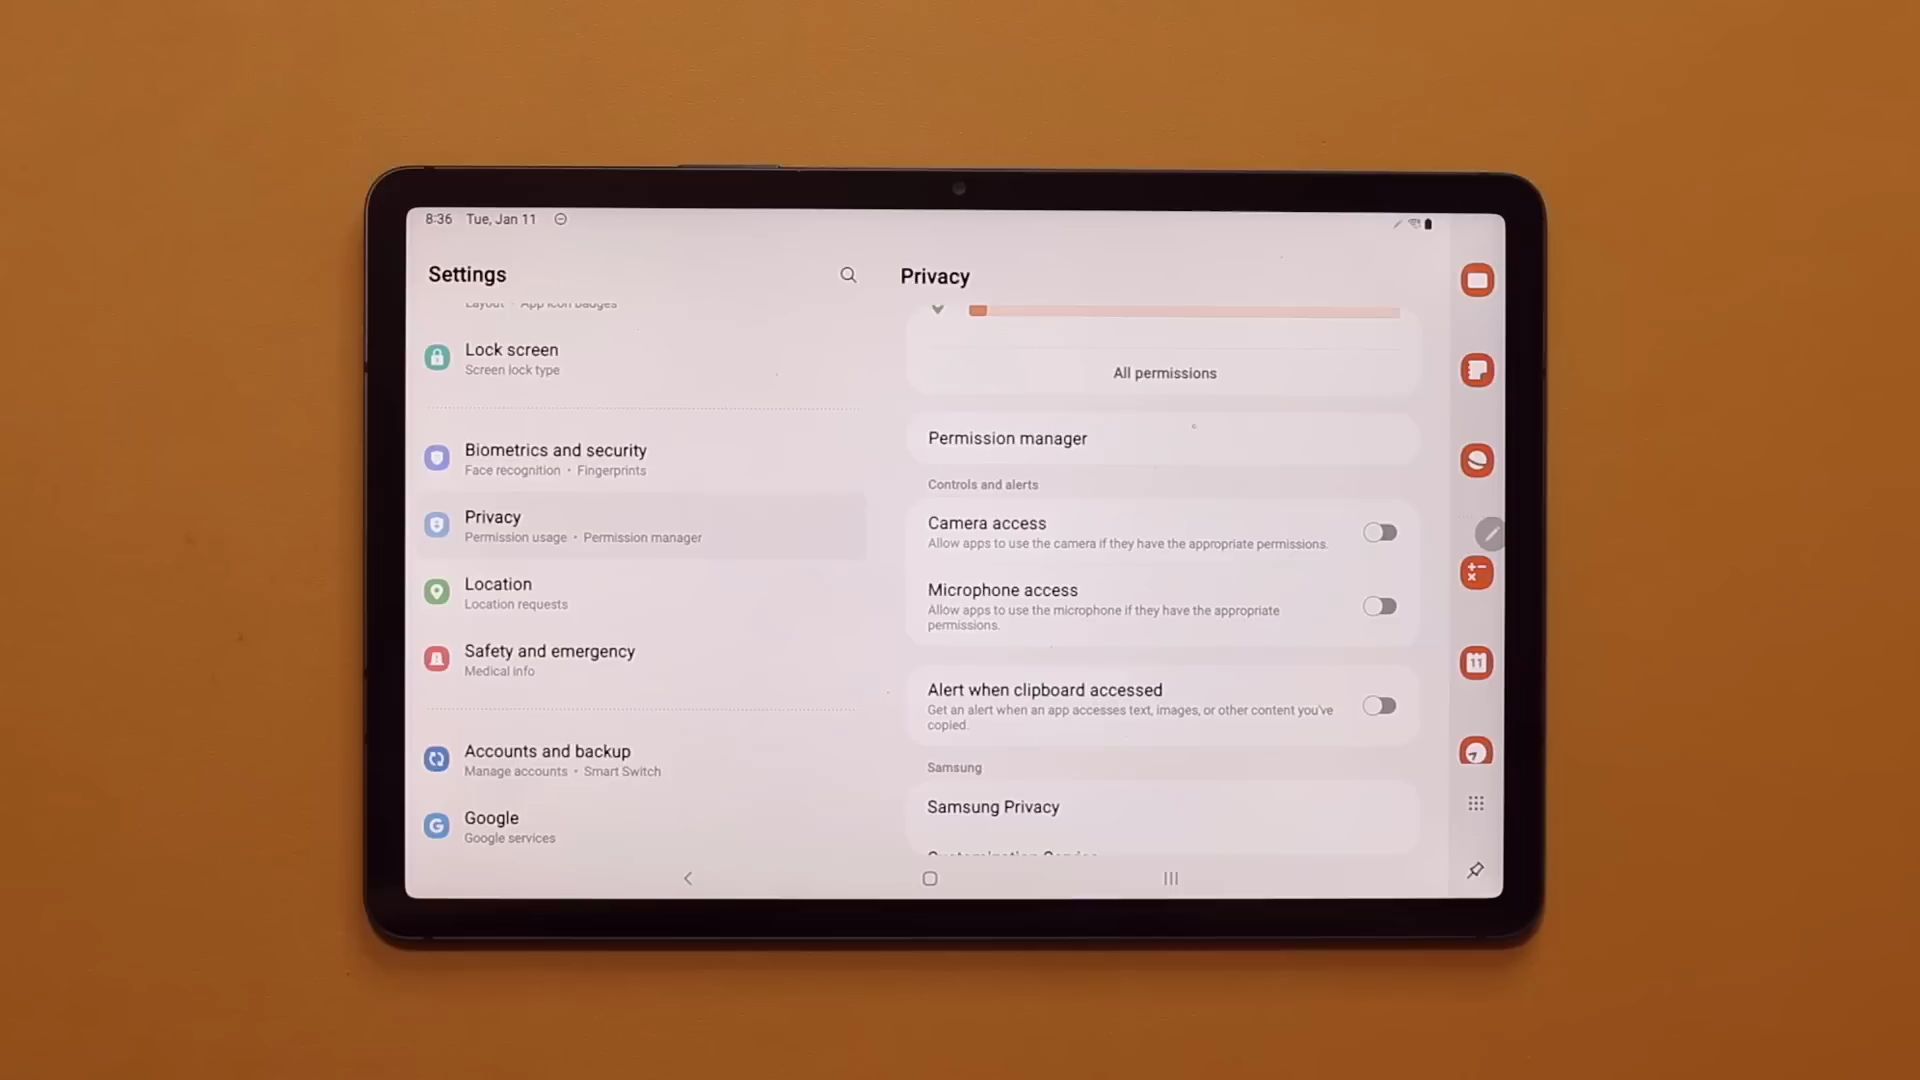 8:36 Tue, Jan 11
Settings
Privacy
Layout • App icon badges
Lock screen
Screen lock type
Biometrics and security
Face recognition • Fingerprints
Privacy
Permission usage • Permission manager
Location
Location requests
Safety and emergency
Medical info
Accounts and backup
Manage accounts • Smart Switch
Google
Google services
All permissions
Permission manager
Controls and alerts
Camera access
Allow apps to use the camera if they have the appropriate permissions.
Microphone access
Allow apps to use the microphone if they have the appropriate
permissions.
Alert when clipboard accessed
Get an alert when an app accesses text, images, or other content you've
copied.
Samsung
Samsung Privacy
Customization Service
11